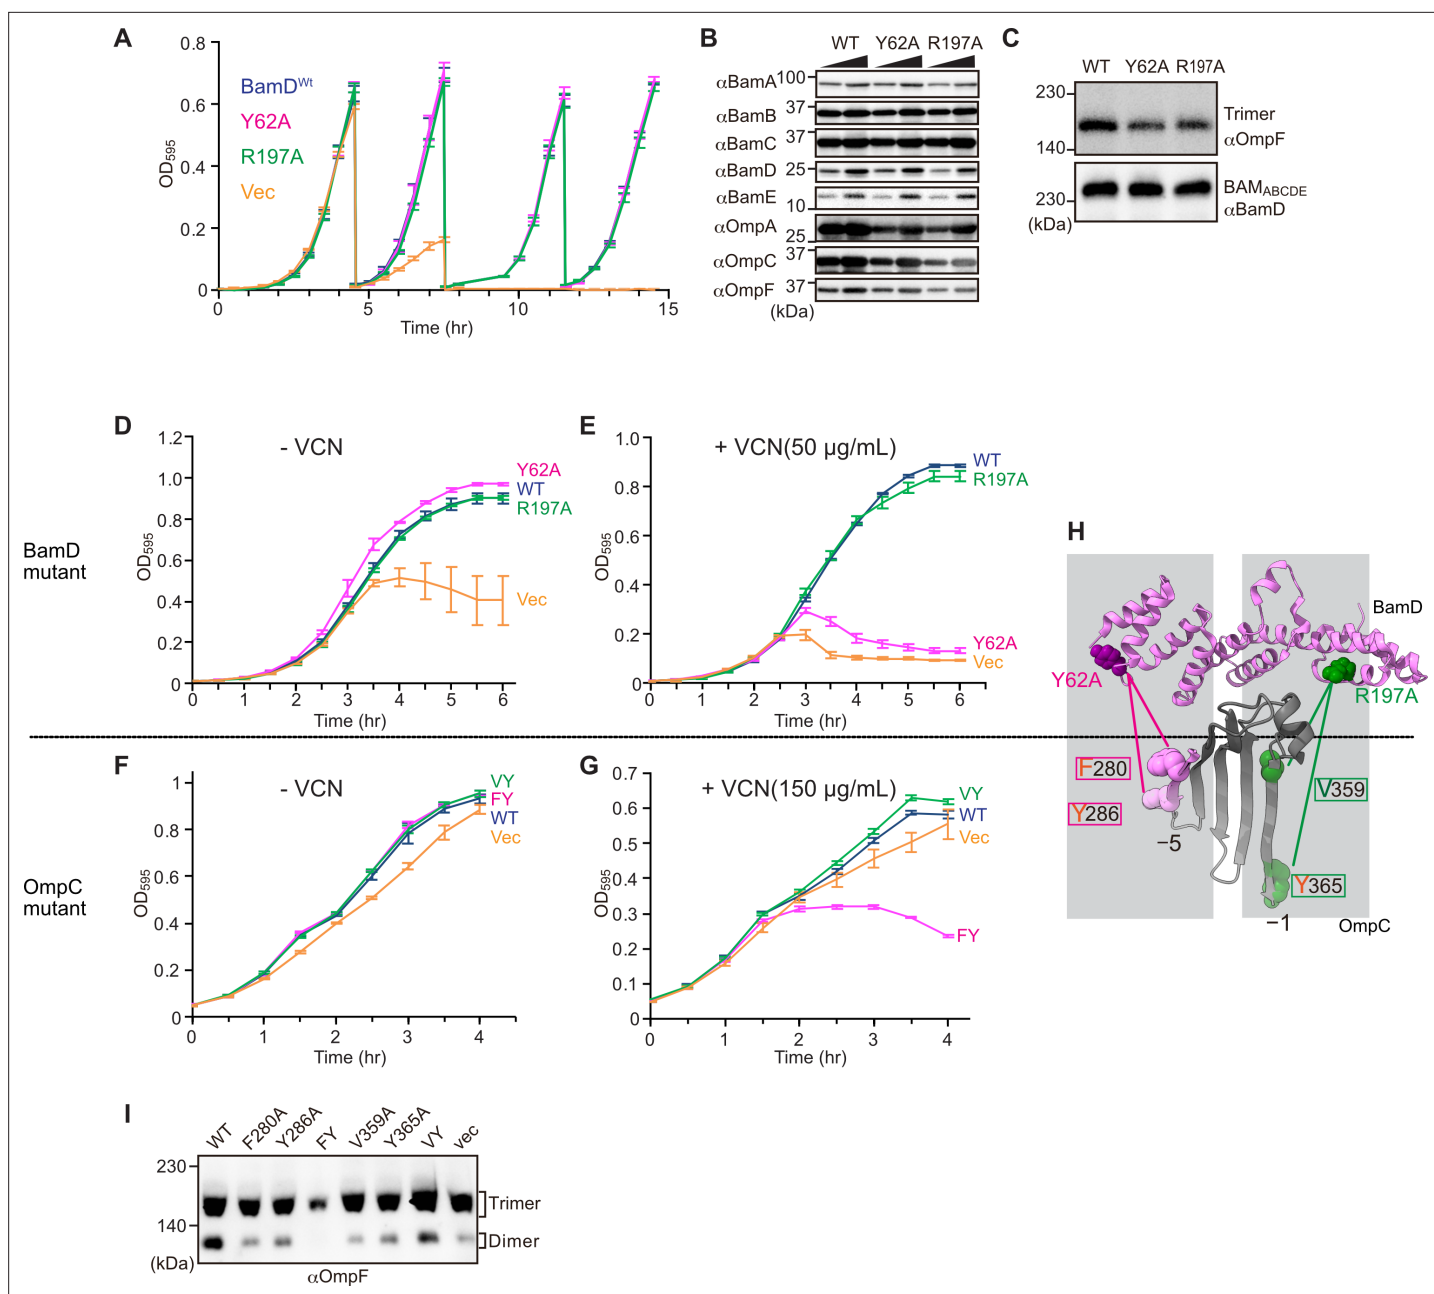 A
0.8
0.6
0.4
0.2
0
OD595
BamDWt
Y62A
R197A
Vec
0
5
10
15
Time (hr)
B
WT Y62A R197A
αBamA 100
αBamB 37
αBamC 37
αBamD 25
αBamE 10
αOmpA 25
αOmpC 37
αOmpF 37
(kDa)
C
WT Y62A R197A
230
140
Trimer
αOmpF
230
(kDa)
BAMABCDE
αBamD
BamD
mutant
D
- VCN
1.2
1.0
0.8
0.6
0.4
0.2
0
OD595
Y62A
WT
R197A
Vec
0 1 2 3 4 5 6
Time (hr)
E
+ VCN(50 μg/mL)
1.0
0.8
0.6
0.4
0.2
0
OD595
WT
R197A
Y62A
Vec
0 1 2 3 4 5 6
Time (hr)
OmpC
mutant
F
- VCN
1
0.8
0.6
0.4
0.2
0
OD595
VY
FY
WT
Vec
0 1 2 3 4
Time (hr)
G
+ VCN(150 μg/mL)
0.7
0.6
0.5
0.4
0.3
0.2
0.1
0
OD595
VY
WT
Vec
FY
0 1 2 3 4
Time (hr)
H
BamD
Y62A
R197A
F280
Y286
V359
Y365
−5
−1
OmpC
I
WT F280A Y286A FY V359A Y365A VY vec
230
140
(kDa)
Trimer
Dimer
αOmpF